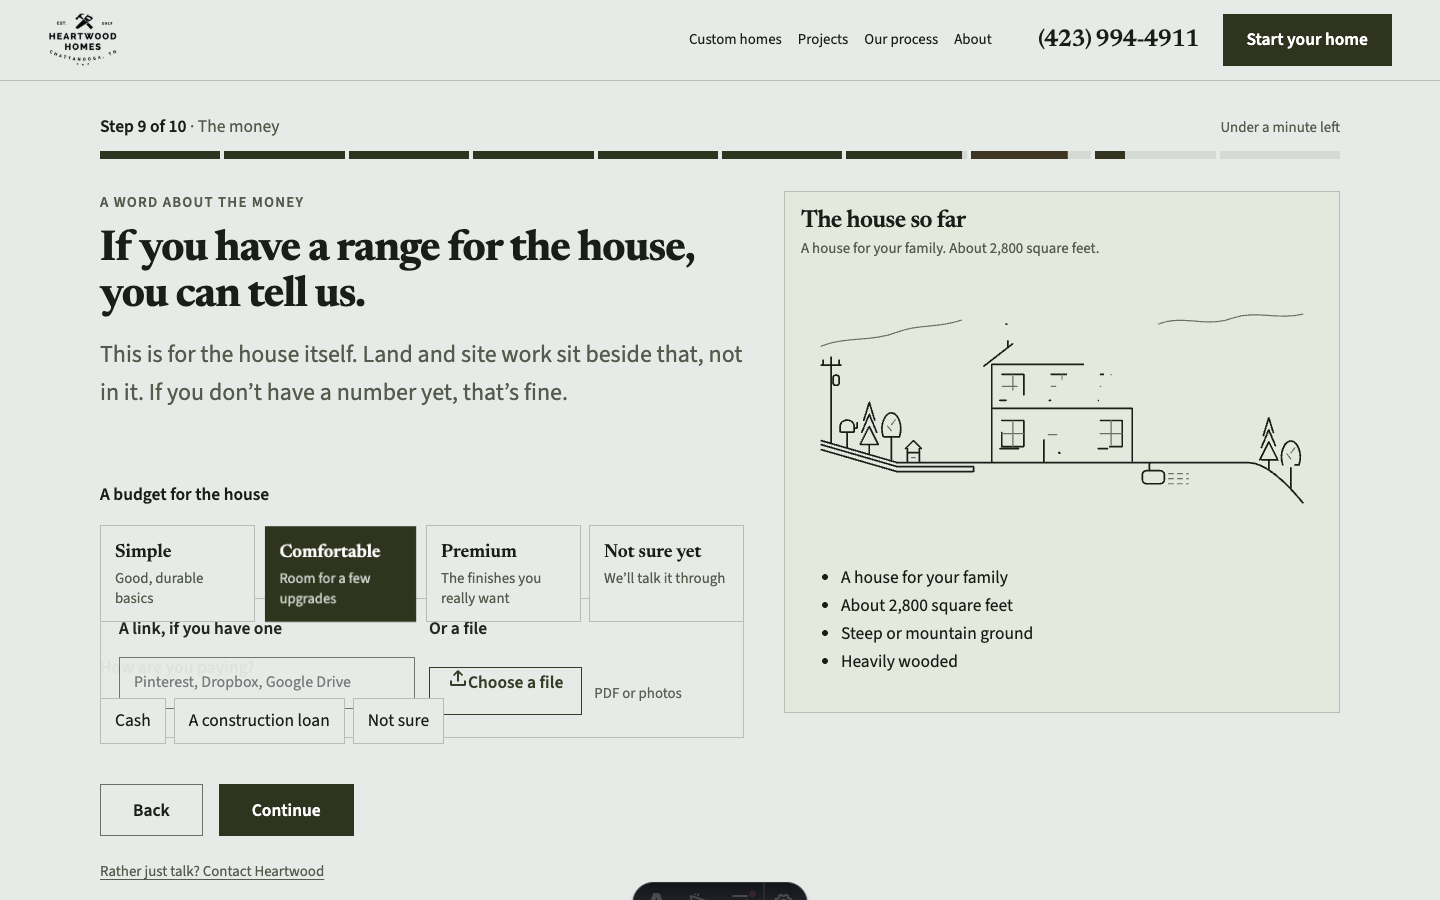 EST. 2017
HEARTWOOD
HOMES
CHATTANOOGA, TN
Custom homes Projects Our process About (423) 994-4911 Start your home
Step 9 of 10 · The money Under a minute left
A WORD ABOUT THE MONEY
If you have a range for the house,
you can tell us.
This is for the house itself. Land and site work sit beside that, not
in it. If you don’t have a number yet, that’s fine.
A budget for the house
Simple
Good, durable
basics
Comfortable
Room for a few
upgrades
Premium
The finishes you
really want
Not sure yet
We’ll talk it through
A link, if you have one
Or a file
How are you paying?
Pinterest, Dropbox, Google Drive
Choose a file
PDF or photos
Cash
A construction loan
Not sure
Back
Continue
Rather just talk? Contact Heartwood
The house so far
A house for your family. About 2,800 square feet.
A house for your family
About 2,800 square feet
Steep or mountain ground
Heavily wooded